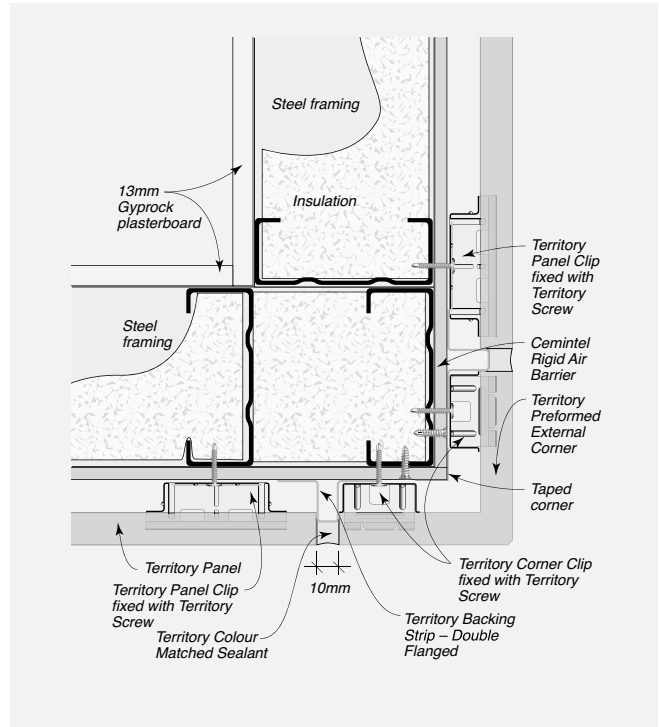 Steel framing
Insulation
13mm
Gyprock
plasterboard
Territory
Panel Clip
fixed with
Territory
Screw
Steel
framing
Cemintel
Rigid Air
Barrier
Territory
Preformed
External
Corner
Taped
corner
Territory Panel
Territory Panel Clip
fixed with Territory
Screw
Territory Colour
Matched Sealant
10mm
Territory Corner Clip
fixed with Territory
Screw
Territory Backing
Strip – Double
Flanged